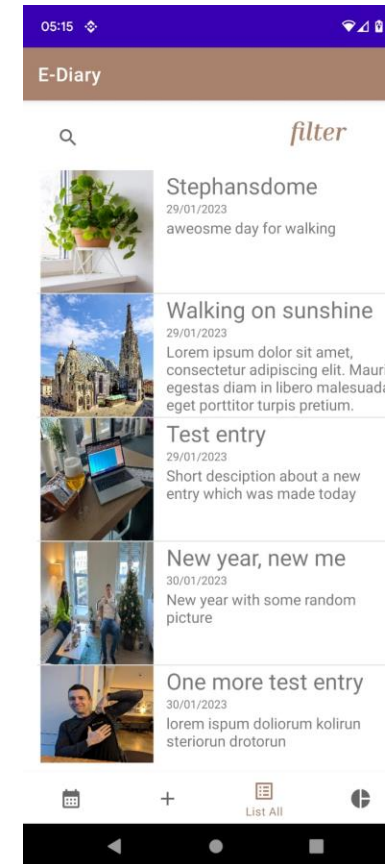 05:15
E-Diary
filter
Stephansdome
29/01/2023
aweosme day for walking
Walking on sunshine
29/01/2023
Lorem ipsum dolor sit amet,
consectetur adipiscing elit. Mauri
egestas diam in libero malesuada
eget porttitor turpis pretium.
Test entry
29/01/2023
Short desciption about a new
entry which was made today
New year, new me
30/01/2023
New year with some random
picture
One more test entry
30/01/2023
lorem ispum doliorum kolirun
steriorun drotorun
List All